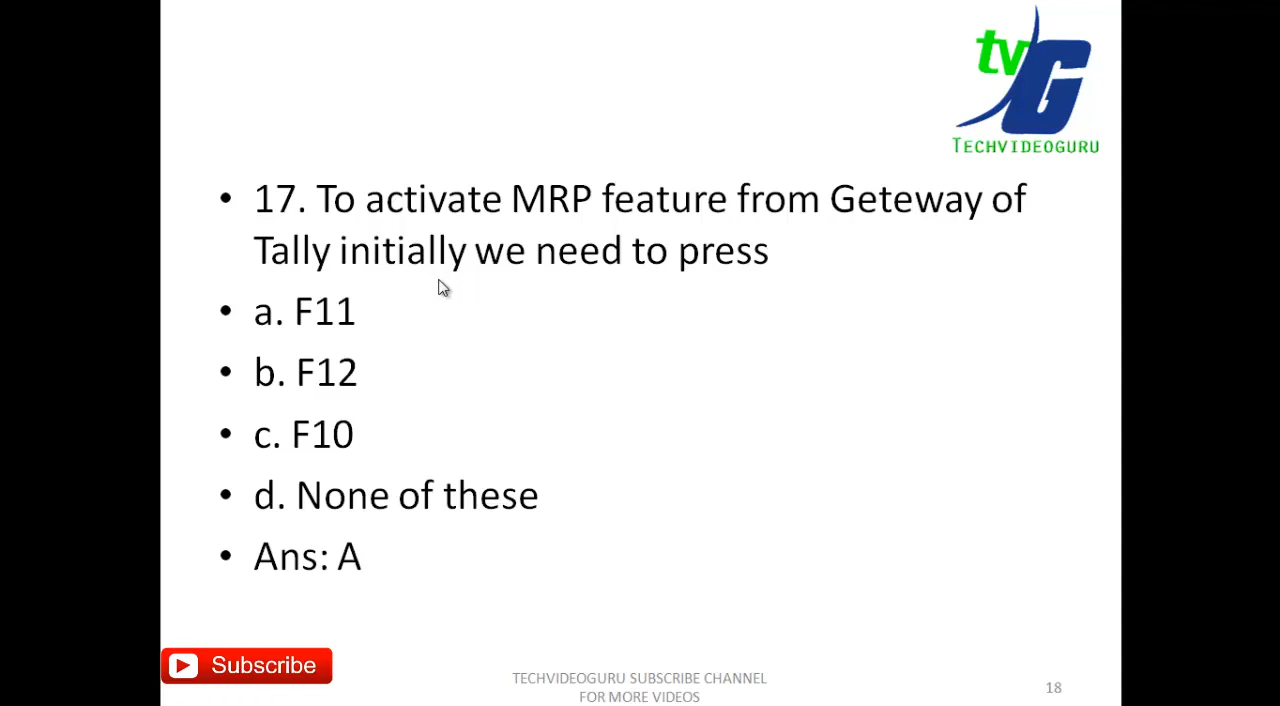 tvG
TECHVIDEOGURU
• 17. To activate MRP feature from Geteway of
Tally initially we need to press
• a. F11
• b. F12
• c. F10
• d. None of these
• Ans: A
Subscribe
TECHVIDEOGURU SUBSCRIBE CHANNEL
FOR MORE VIDEOS
18